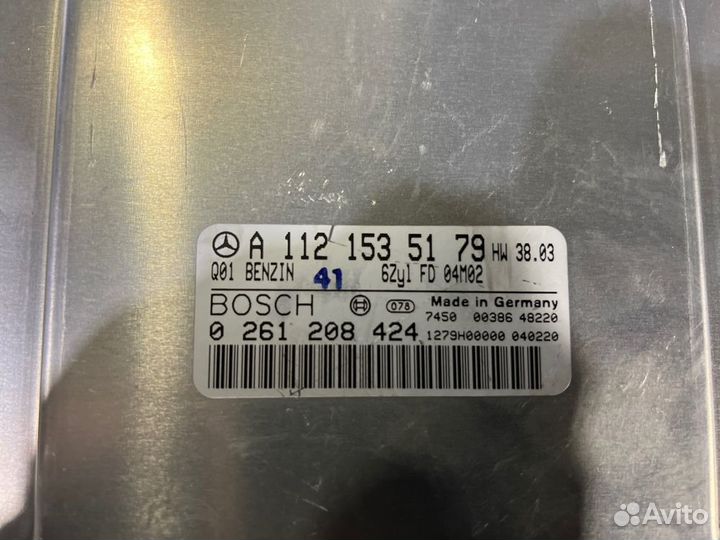 A 112 153 51 79 HW 38.03
Q01 BENZIN 41 6Zyl FD 04M02
BOSCH 078 Made in Germany
7450 00386 48220
0 261 208 424 1279H00000 040220
Avito